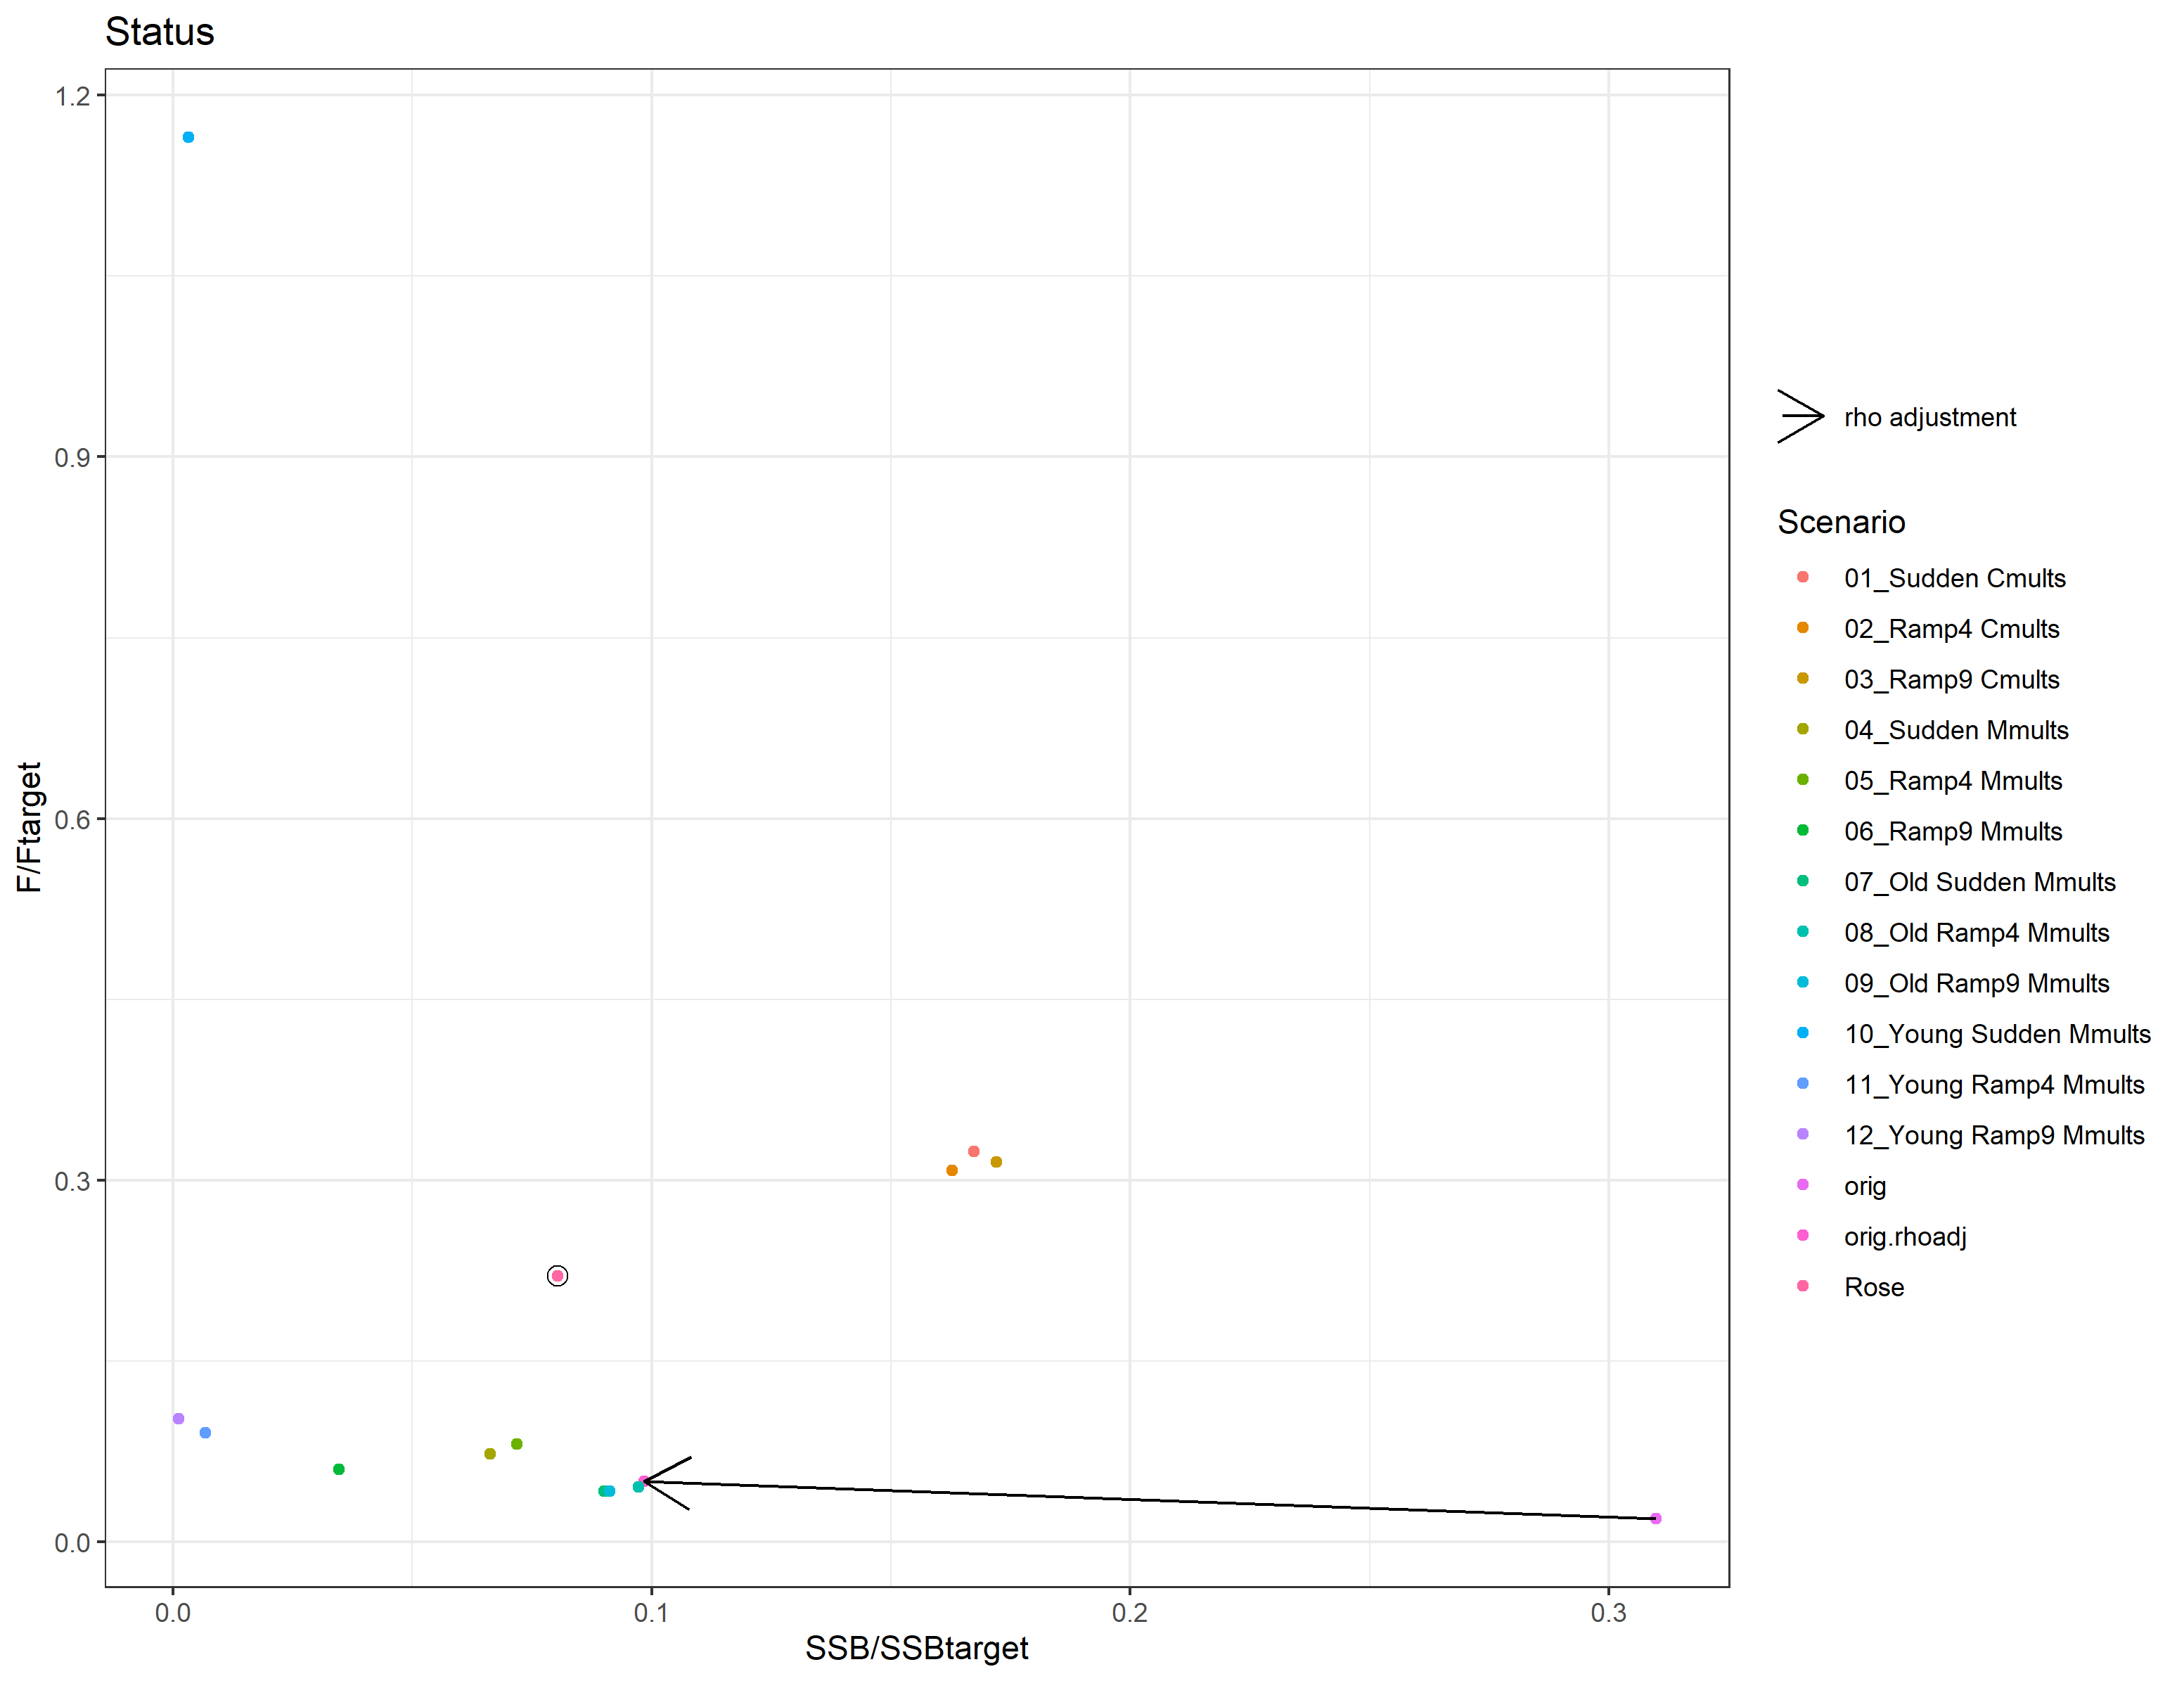 Status
1.2
0.9
0.6
0.3
0.0
F/Ftarget
0.0 0.1 0.2 0.3
SSB/SSBtarget
rho adjustment
Scenario
01_Sudden Cmults
02_Ramp4 Cmults
03_Ramp9 Cmults
04_Sudden Mmults
05_Ramp4 Mmults
06_Ramp9 Mmults
07_Old Sudden Mmults
08_Old Ramp4 Mmults
09_Old Ramp9 Mmults
10_Young Sudden Mmults
11_Young Ramp4 Mmults
12_Young Ramp9 Mmults
orig
orig.rhoadj
Rose